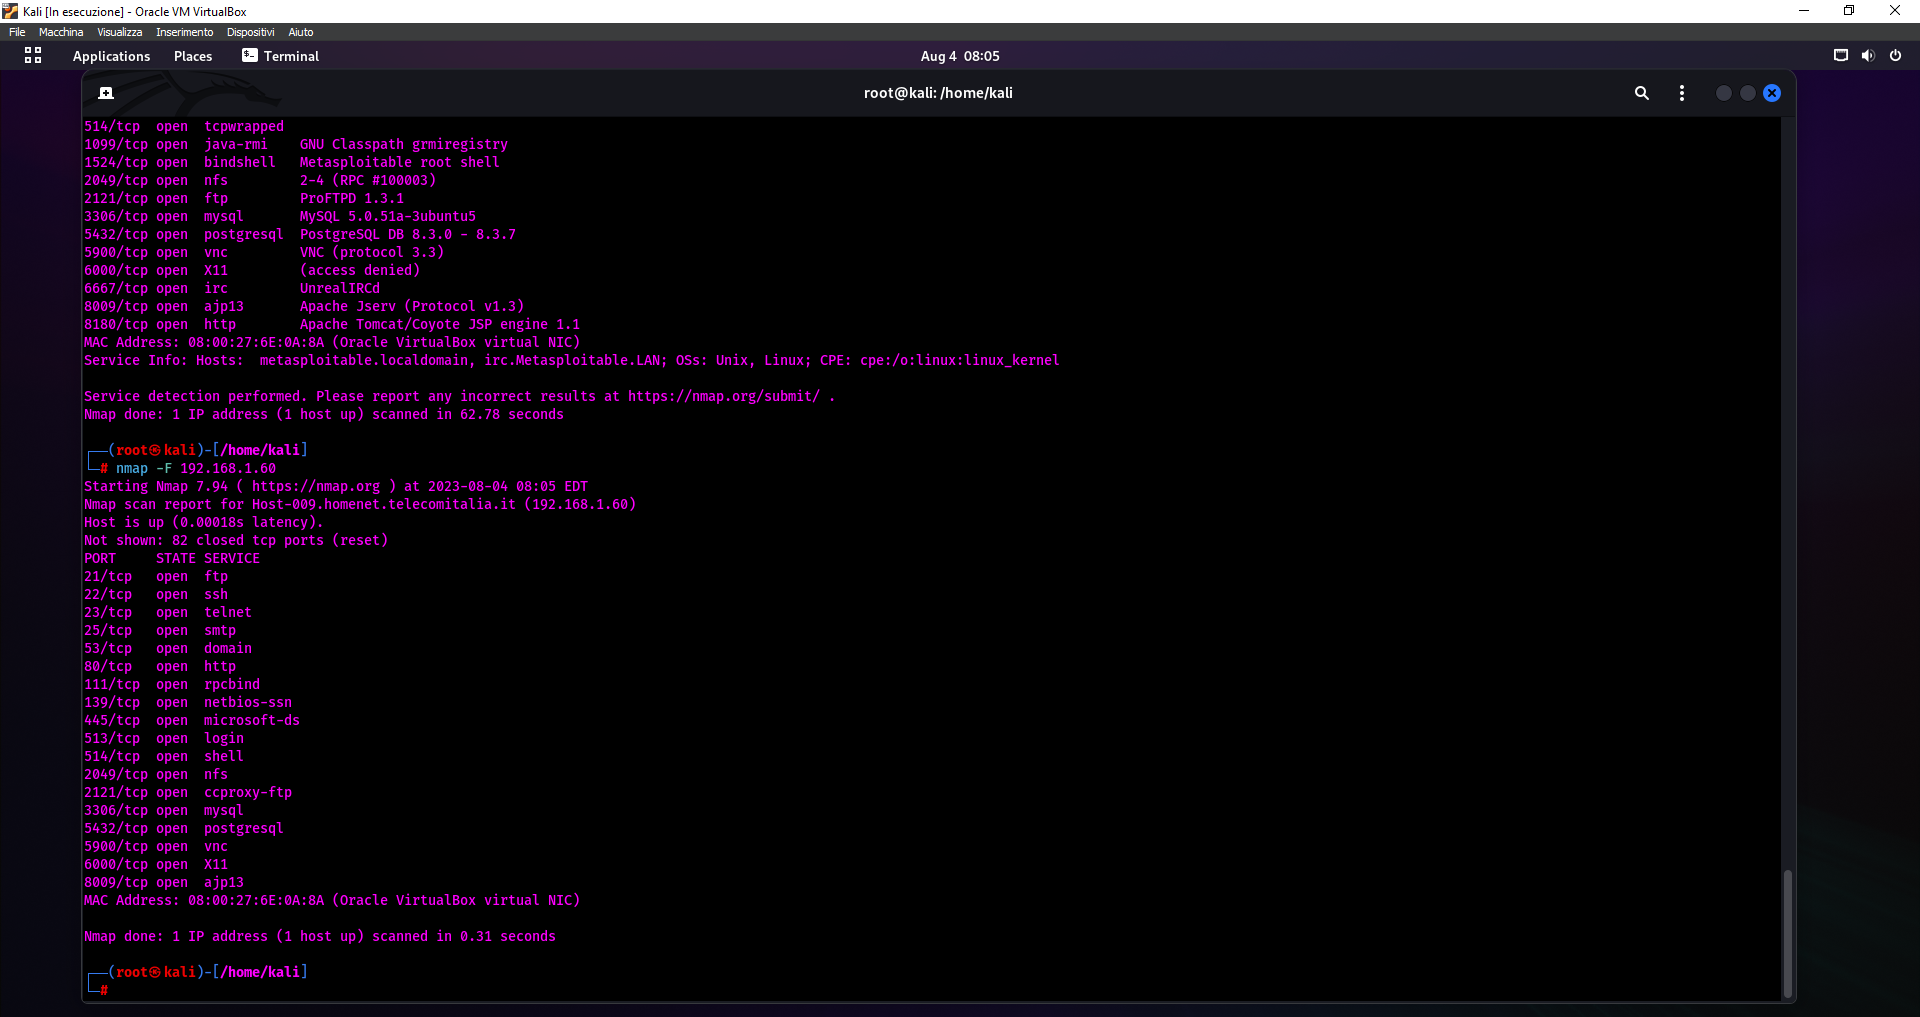 Kali [In esecuzione] - Oracle VM VirtualBox
File Macchina Visualizza Inserimento Dispositivi Aiuto
Applications Places Terminal Aug 4 08:05
root@kali: /home/kali
514/tcp  open  tcpwrapped
1099/tcp open  java-rmi    GNU Classpath grmiregistry
1524/tcp open  bindshell   Metasploitable root shell
2049/tcp open  nfs         2-4 (RPC #100003)
2121/tcp open  ftp         ProFTPD 1.3.1
3306/tcp open  mysql       MySQL 5.0.51a-3ubuntu5
5432/tcp open  postgresql  PostgreSQL DB 8.3.0 - 8.3.7
5900/tcp open  vnc         VNC (protocol 3.3)
6000/tcp open  X11         (access denied)
6667/tcp open  irc         UnrealIRCd
8009/tcp open  ajp13       Apache Jserv (Protocol v1.3)
8180/tcp open  http        Apache Tomcat/Coyote JSP engine 1.1
MAC Address: 08:00:27:6E:0A:8A (Oracle VirtualBox virtual NIC)
Service Info: Hosts:  metasploitable.localdomain, irc.Metasploitable.LAN; OSs: Unix, Linux; CPE: cpe:/o:linux:linux_kernel
Service detection performed. Please report any incorrect results at https://nmap.org/submit/ .
Nmap done: 1 IP address (1 host up) scanned in 62.78 seconds
┌──(root㉿kali)-[/home/kali]
└─# nmap -F 192.168.1.60
Starting Nmap 7.94 ( https://nmap.org ) at 2023-08-04 08:05 EDT
Nmap scan report for Host-009.homenet.telecomitalia.it (192.168.1.60)
Host is up (0.00018s latency).
Not shown: 82 closed tcp ports (reset)
PORT     STATE SERVICE
21/tcp   open  ftp
22/tcp   open  ssh
23/tcp   open  telnet
25/tcp   open  smtp
53/tcp   open  domain
80/tcp   open  http
111/tcp  open  rpcbind
139/tcp  open  netbios-ssn
445/tcp  open  microsoft-ds
513/tcp  open  login
514/tcp  open  shell
2049/tcp open  nfs
2121/tcp open  ccproxy-ftp
3306/tcp open  mysql
5432/tcp open  postgresql
5900/tcp open  vnc
6000/tcp open  X11
8009/tcp open  ajp13
MAC Address: 08:00:27:6E:0A:8A (Oracle VirtualBox virtual NIC)
Nmap done: 1 IP address (1 host up) scanned in 0.31 seconds
┌──(root㉿kali)-[/home/kali]
└─#